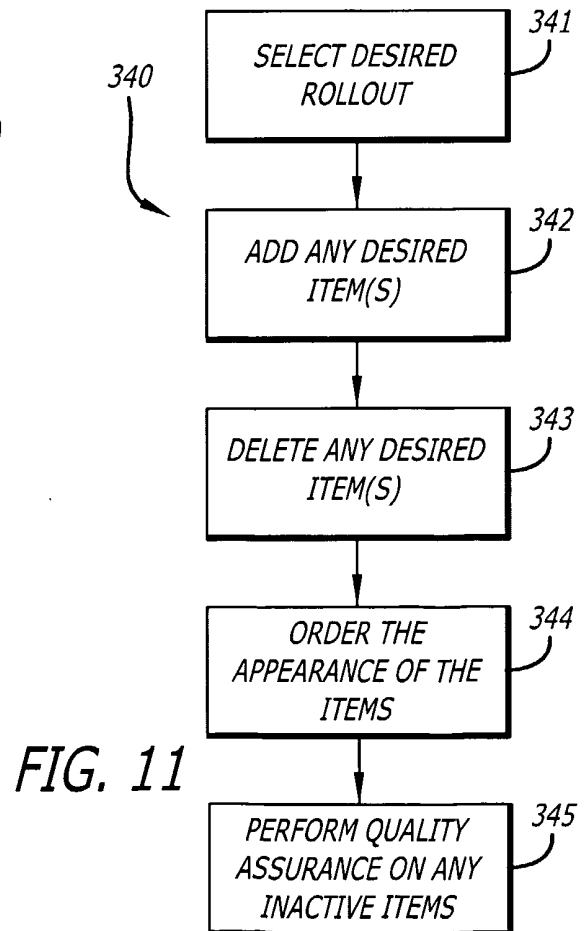 341
SELECT DESIRED
ROLLOUT
340
342
ADD ANY DESIRED
ITEM(S)
343
DELETE ANY DESIRED
ITEM(S)
344
ORDER THE
APPEARANCE OF THE
ITEMS
FIG. 11
345
PERFORM QUALITY
ASSURANCE ON ANY
INACTIVE ITEMS